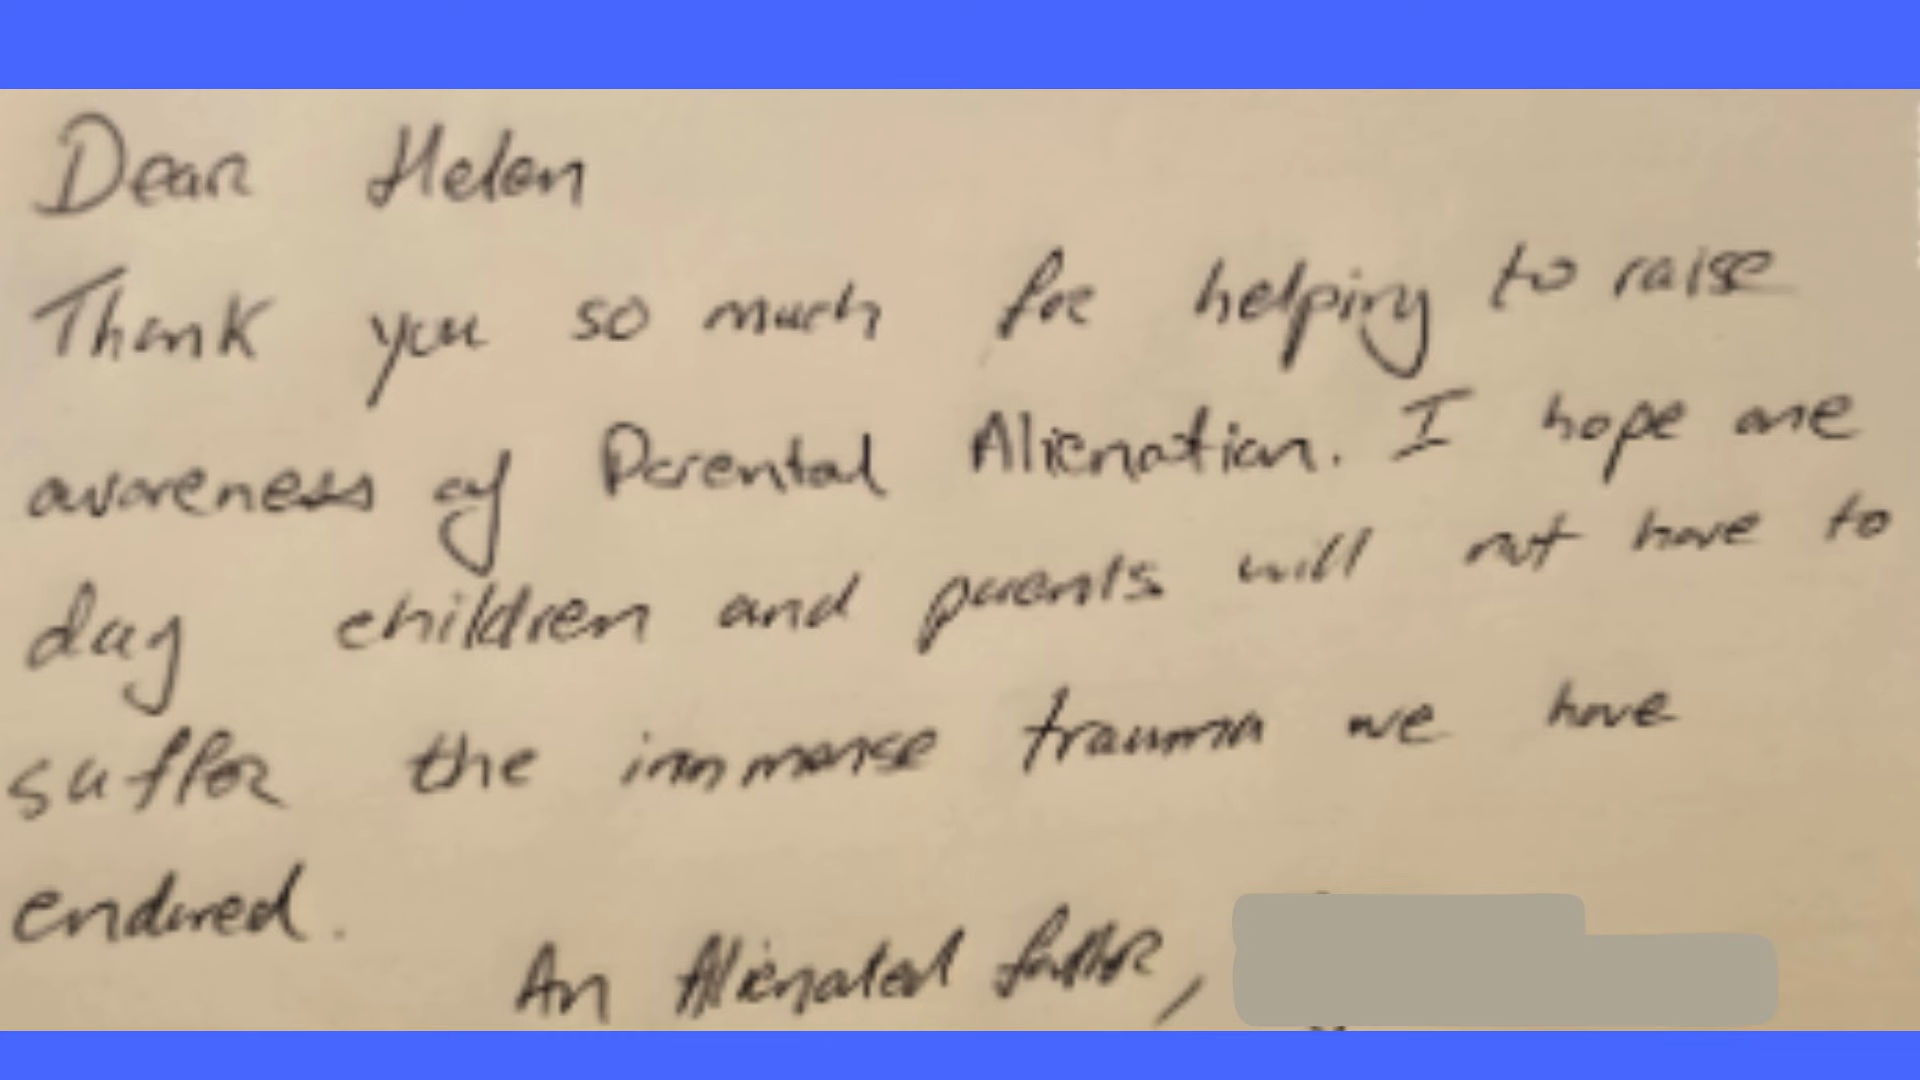 Dear Helen
Thank you so much for helping to raise
awareness of Parental Alienation. I hope one
day children and parents will not have to
suffer the immense trauma we have
endured.
An Alienated father,